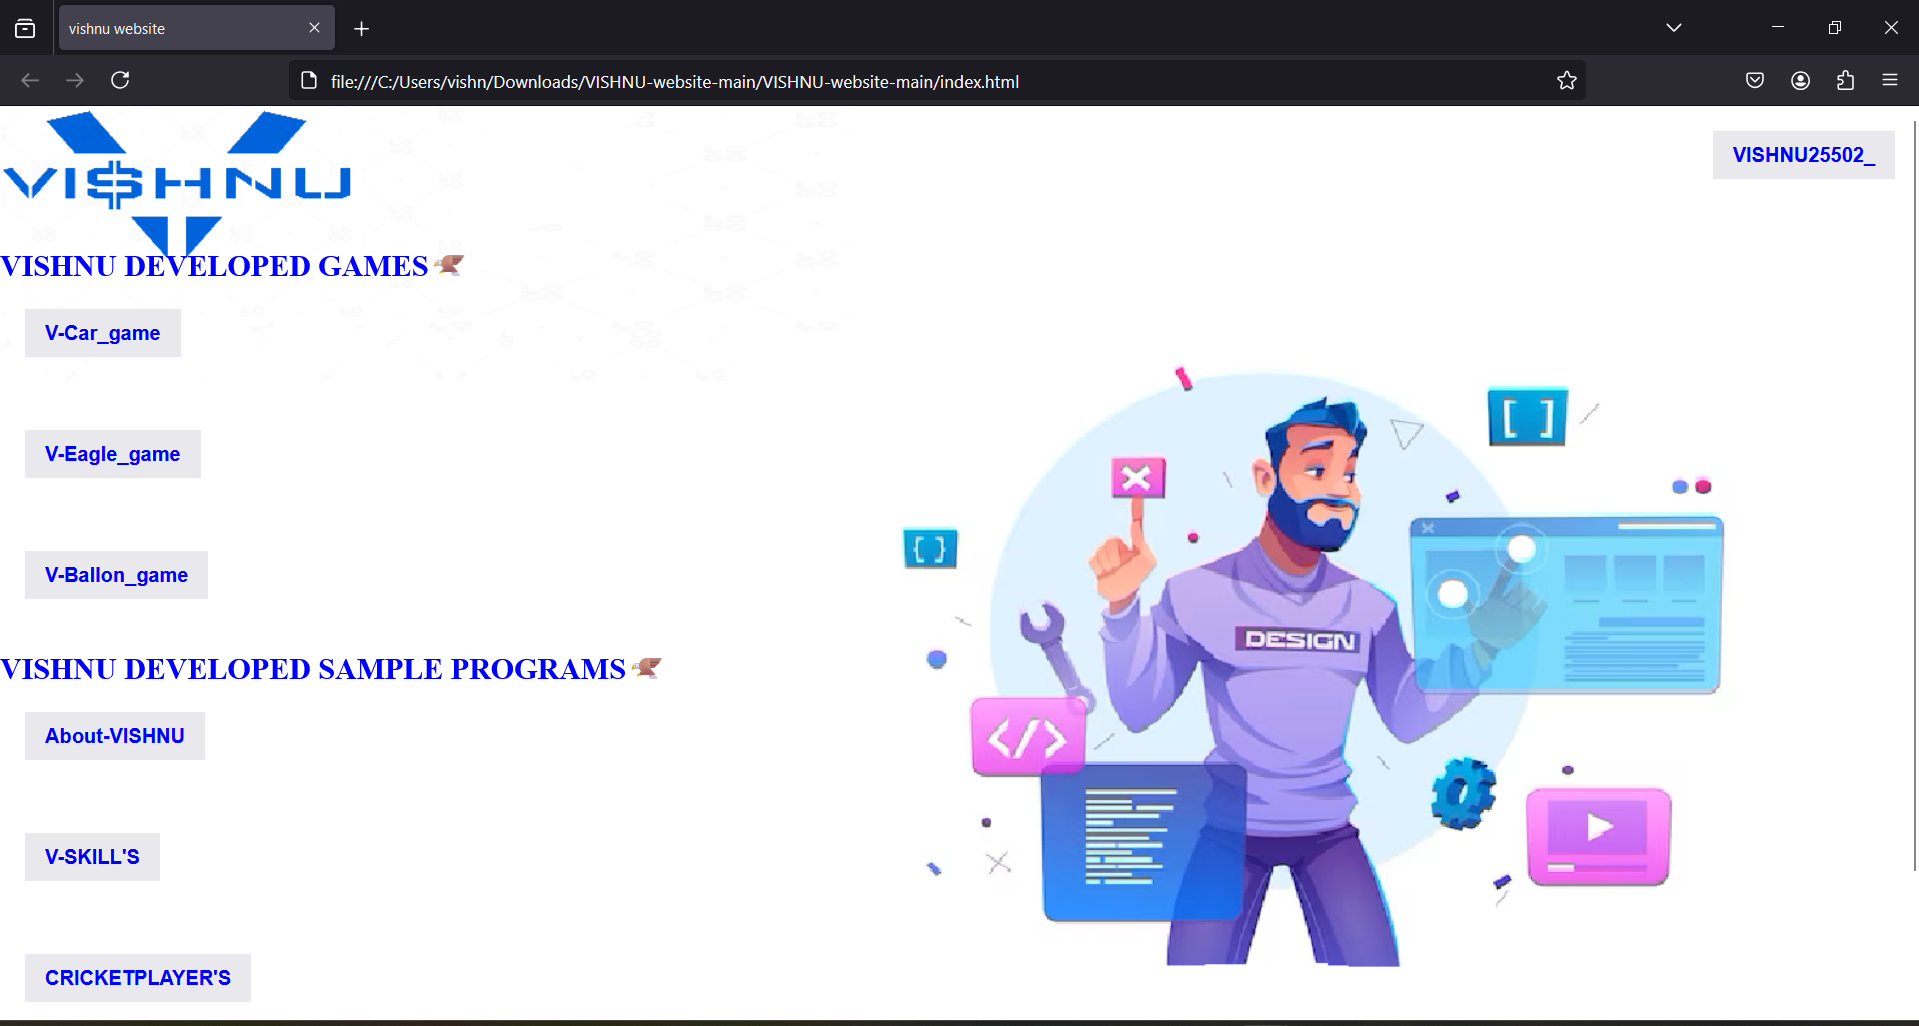 vishnu website
file:///C:/Users/vishn/Downloads/VISHNU-website-main/VISHNU-website-main/index.html
VI$HNU
VISHNU25502_
VISHNU DEVELOPED GAMES
V-Car_game
V-Eagle_game
V-Ballon_game
VISHNU DEVELOPED SAMPLE PROGRAMS
About-VISHNU
V-SKILL'S
CRICKETPLAYER'S
[ ]
{ }
DESIGN
</>